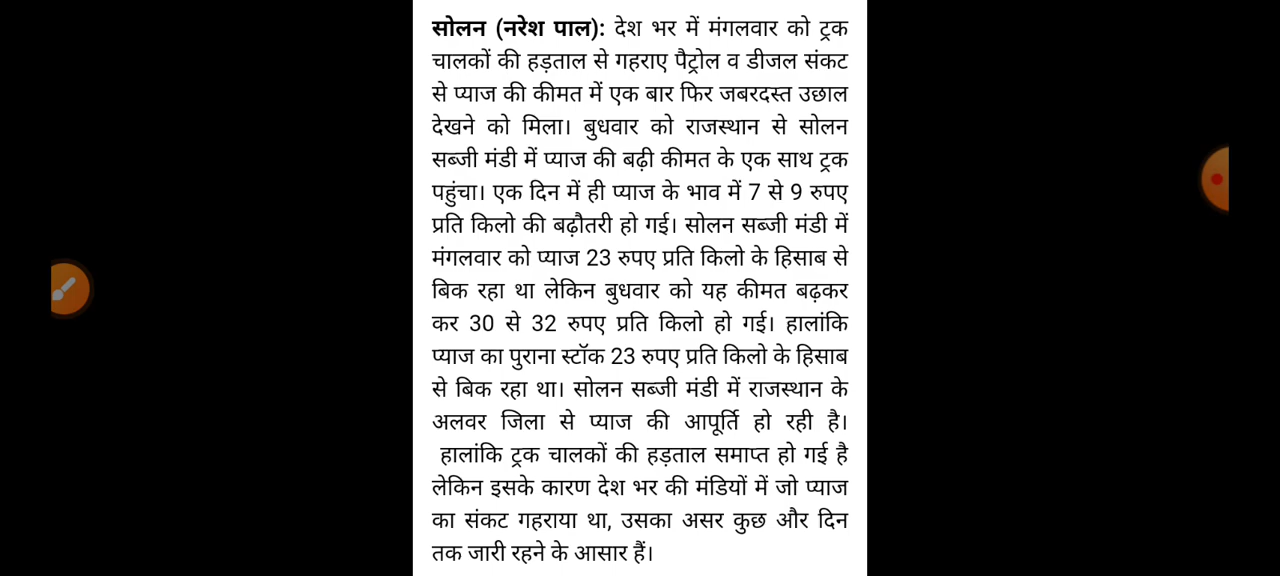 सोलन (नरेश पाल): देश भर में मंगलवार को ट्रक
चालकों की हड़ताल से गहराए पैट्रोल व डीजल संकट
से प्याज की कीमत में एक बार फिर जबरदस्त उछाल
देखने को मिला। बुधवार को राजस्थान से सोलन
सब्जी मंडी में प्याज की बढ़ी कीमत के एक साथ ट्रक
पहुंचा। एक दिन में ही प्याज के भाव में 7 से 9 रुपए
प्रति किलो की बढ़ौतरी हो गई। सोलन सब्जी मंडी में
मंगलवार को प्याज 23 रुपए प्रति किलो के हिसाब से
बिक रहा था लेकिन बुधवार को यह कीमत बढ़कर
कर 30 से 32 रुपए प्रति किलो हो गई। हालांकि
प्याज का पुराना स्टॉक 23 रुपए प्रति किलो के हिसाब
से बिक रहा था। सोलन सब्जी मंडी में राजस्थान के
अलवर जिला से प्याज की आपूर्ति हो रही है।
हालांकि ट्रक चालकों की हड़ताल समाप्त हो गई है
लेकिन इसके कारण देश भर की मंडियों में जो प्याज
का संकट गहराया था, उसका असर कुछ और दिन
तक जारी रहने के आसार हैं।